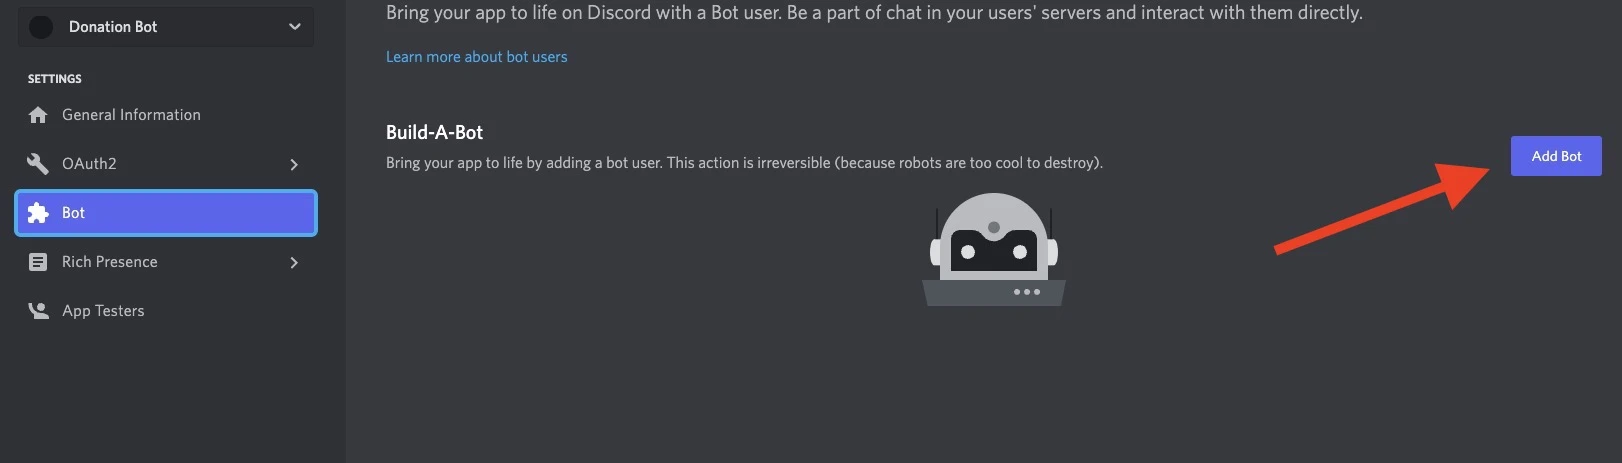 Donation Bot
SETTINGS
General Information
OAuth2
Bot
Rich Presence
App Testers
Bring your app to life on Discord with a Bot user. Be a part of chat in your users' servers and interact with them directly.
Learn more about bot users
Build-A-Bot
Bring your app to life by adding a bot user. This action is irreversible (because robots are too cool to destroy).
Add Bot